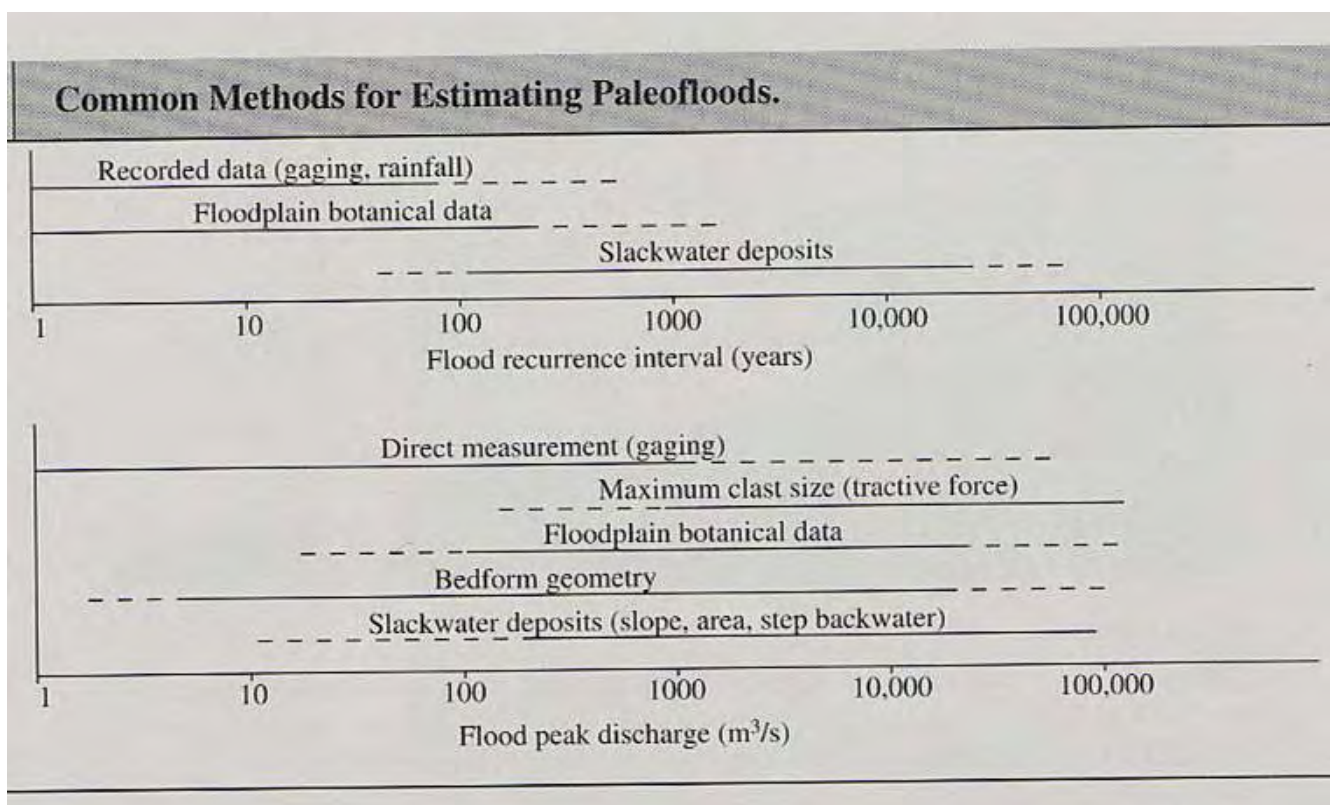 Common Methods for Estimating Paleofloods.
Recorded data (gaging, rainfall)
Floodplain botanical data
Slackwater deposits
1 10 100 1000 10,000 100,000
Flood recurrence interval (years)
Direct measurement (gaging)
Maximum clast size (tractive force)
Floodplain botanical data
Bedform geometry
Slackwater deposits (slope, area, step backwater)
1 10 100 1000 10,000 100,000
Flood peak discharge (m³/s)